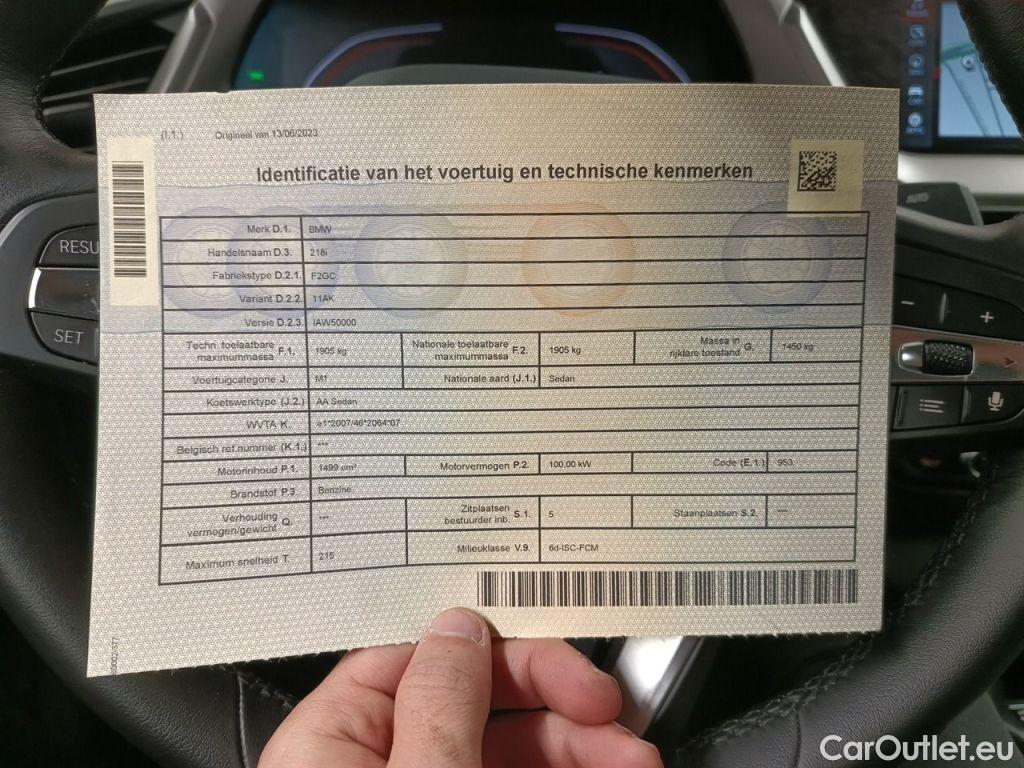 (I.1.) Origineel van 13/06/2023
Identificatie van het voertuig en technische kenmerken
Merk D.1. BMW
Handelsnaam D.3. 218i
Fabriekstype D.2.1. F2GC
Variant D.2.2. 11AK
Versie D.2.3. IAW50000
Techn. toelaatbare maximummassa F.1. 1905 kg Nationale toelaatbare maximummassa F.2. 1905 kg Massa in rijklare toestand G. 1450 kg
Voertuigcategorie J. M1 Nationale aard (J.1.) Sedan
Koetswerktype (J.2.) AA Sedan
WVTA K. e1*2007/46*2064*07
Belgisch ref.nummer (K.1.) ---
Motorinhoud P.1. 1499 cm³ Motorvermogen P.2. 100,00 kW Code (E.1.) 953
Brandstof P.3. Benzine
Verhouding vermogen/gewicht Q. --- Zitplaatsen bestuurder inb. S.1. 5 Staanplaatsen S.2. ---
Maximum snelheid T. 215 Milieuklasse V.9. 6d-ISC-FCM
RESU
SET
CarOutlet.eu